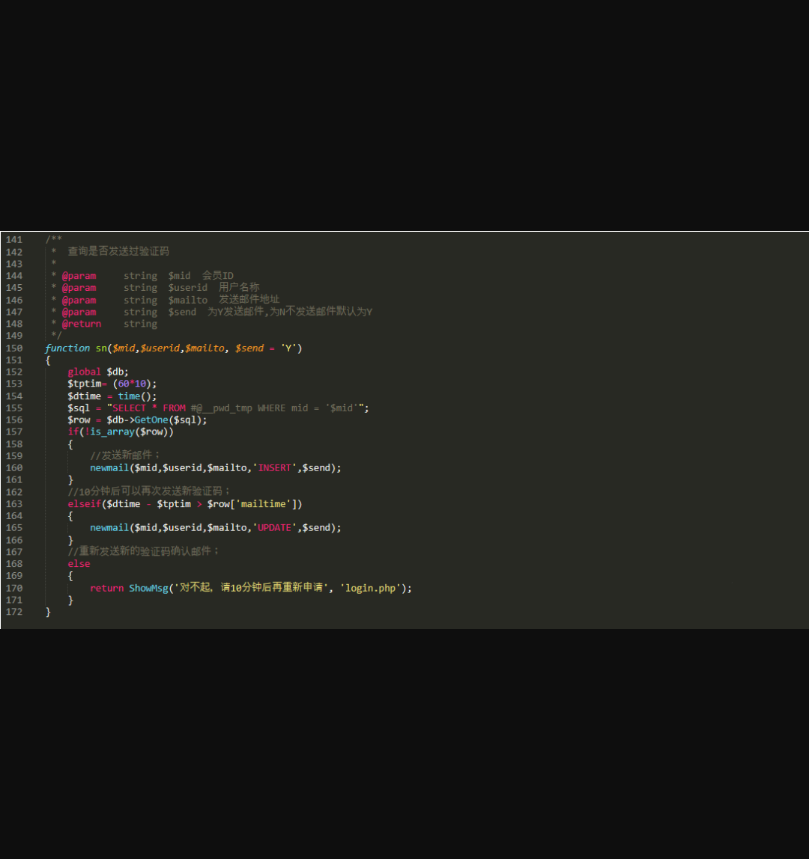 141 /**
142 * 查询是否发送过验证码
143 *
144 * @param string $mid 会员ID
145 * @param string $userid 用户名称
146 * @param string $mailto 发送邮件地址
147 * @param string $send 为Y发送邮件,为N不发送邮件默认为Y
148 * @return string
149 */
150 function sn($mid,$userid,$mailto, $send = 'Y')
151 {
152 global $db;
153 $tptim= (60*10);
154 $dtime = time();
155 $sql = "SELECT * FROM #@__pwd_tmp WHERE mid = '$mid'";
156 $row = $db->GetOne($sql);
157 if(!is_array($row))
158 {
159 //发送新邮件；
160 newmail($mid,$userid,$mailto,'INSERT',$send);
161 }
162 //10分钟后可以再次发送新验证码；
163 elseif($dtime - $tptim > $row['mailtime'])
164 {
165 newmail($mid,$userid,$mailto,'UPDATE',$send);
166 }
167 //重新发送新的验证码确认邮件；
168 else
169 {
170 return ShowMsg('对不起，请10分钟后再重新申请', 'login.php');
171 }
172 }